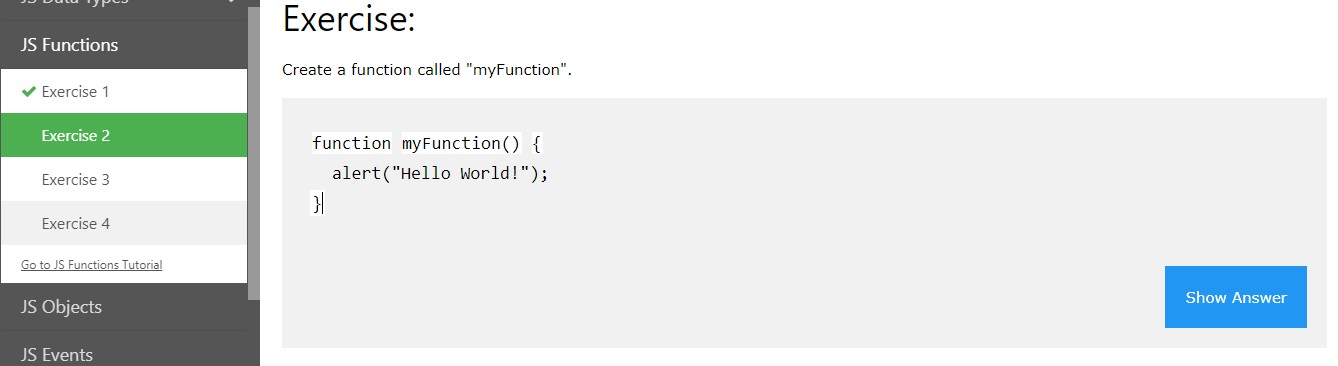 JS Data Types
JS Functions
Exercise 1
Exercise 2
Exercise 3
Exercise 4
Go to JS Functions Tutorial
JS Objects
JS Events
Exercise:
Create a function called "myFunction".
function myFunction() {
  alert("Hello World!");
}
Show Answer